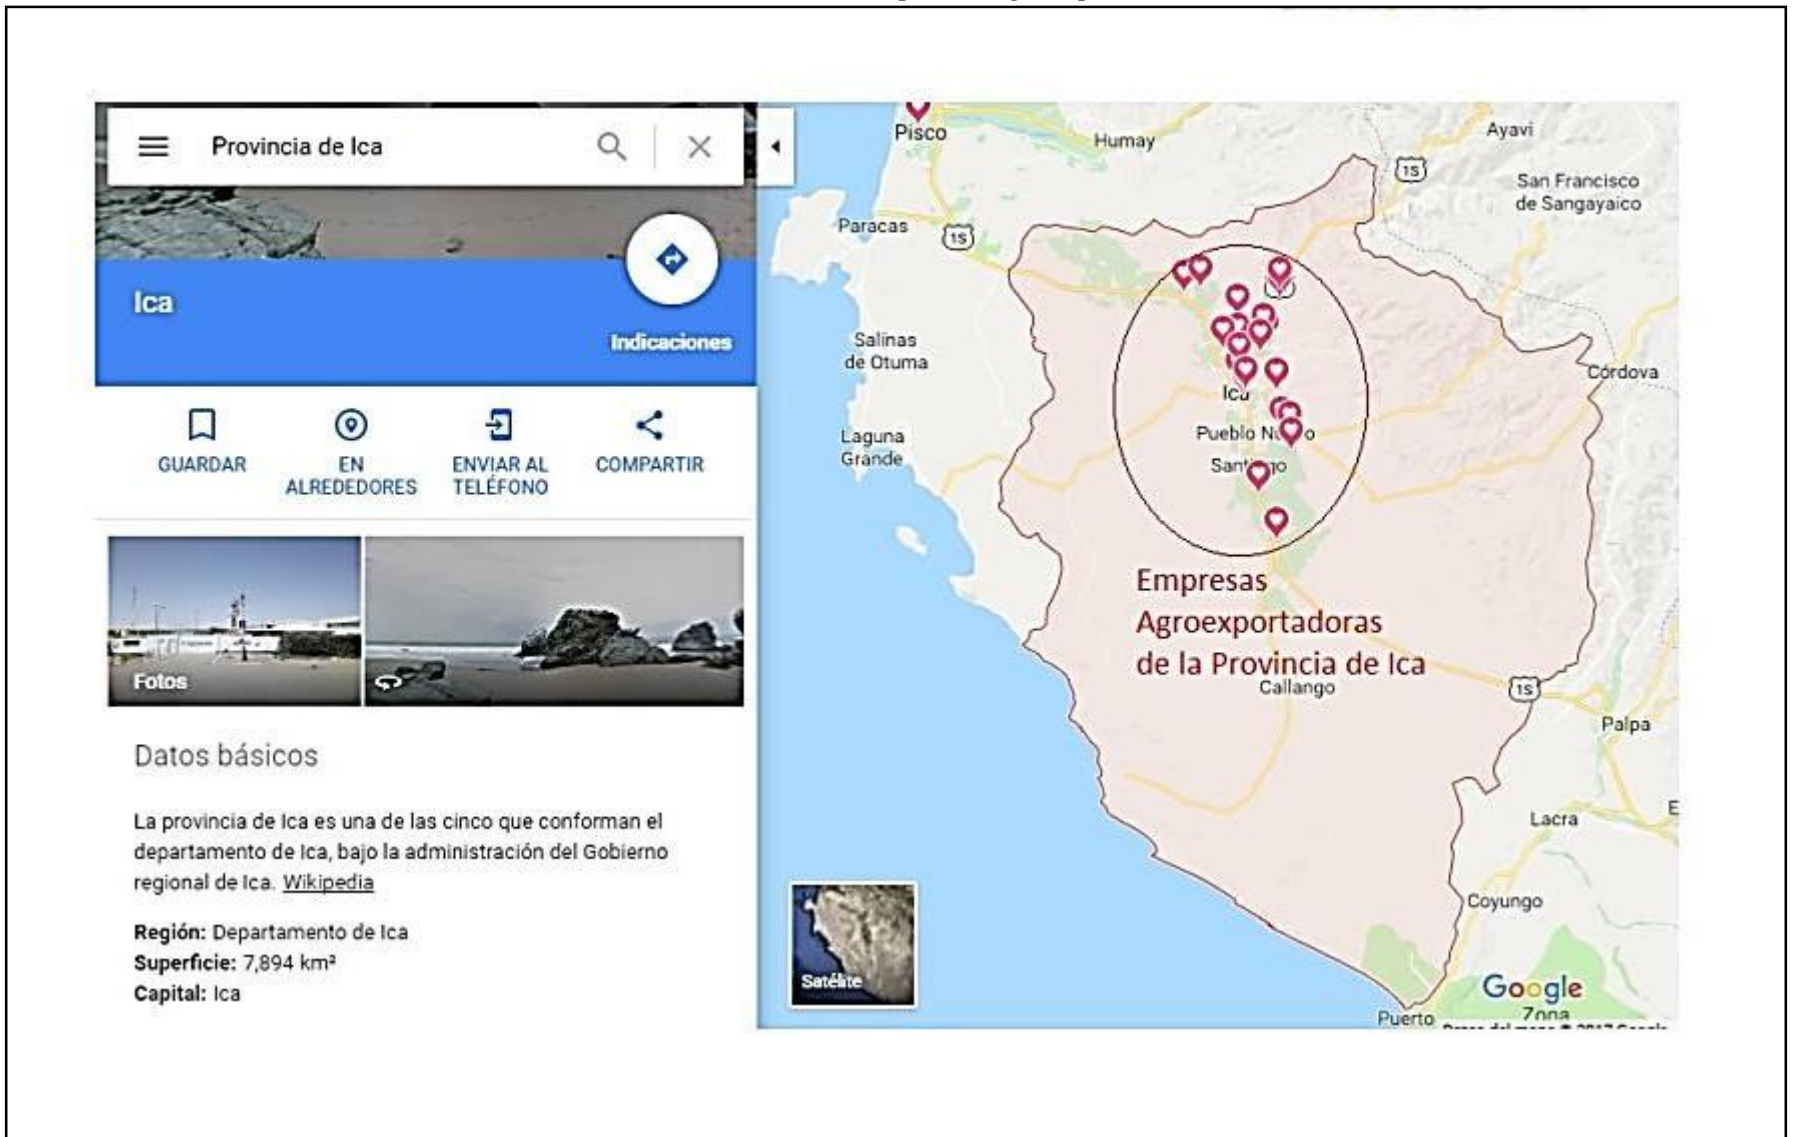 Provincia de Ica
Ica
Indicaciones
GUARDAR
EN
ALREDEDORES
ENVIAR AL
TELÉFONO
COMPARTIR
Fotos
Datos básicos
La provincia de Ica es una de las cinco que conforman el
departamento de Ica, bajo la administración del Gobierno
regional de Ica. Wikipedia
Región: Departamento de Ica
Superficie: 7,894 km²
Capital: Ica
Pisco
Humay
Ayavi
1S
San Francisco
de Sangayaico
Paracas
1S
Salinas
de Otuma
Córdova
Ica
Laguna
Grande
Pueblo Nuevo
Santiago
Empresas
Agroexportadoras
de la Provincia de Ica
Callango
1S
Palpa
Lacra
E
Coyungo
Satélite
Google
Puerto
Zona